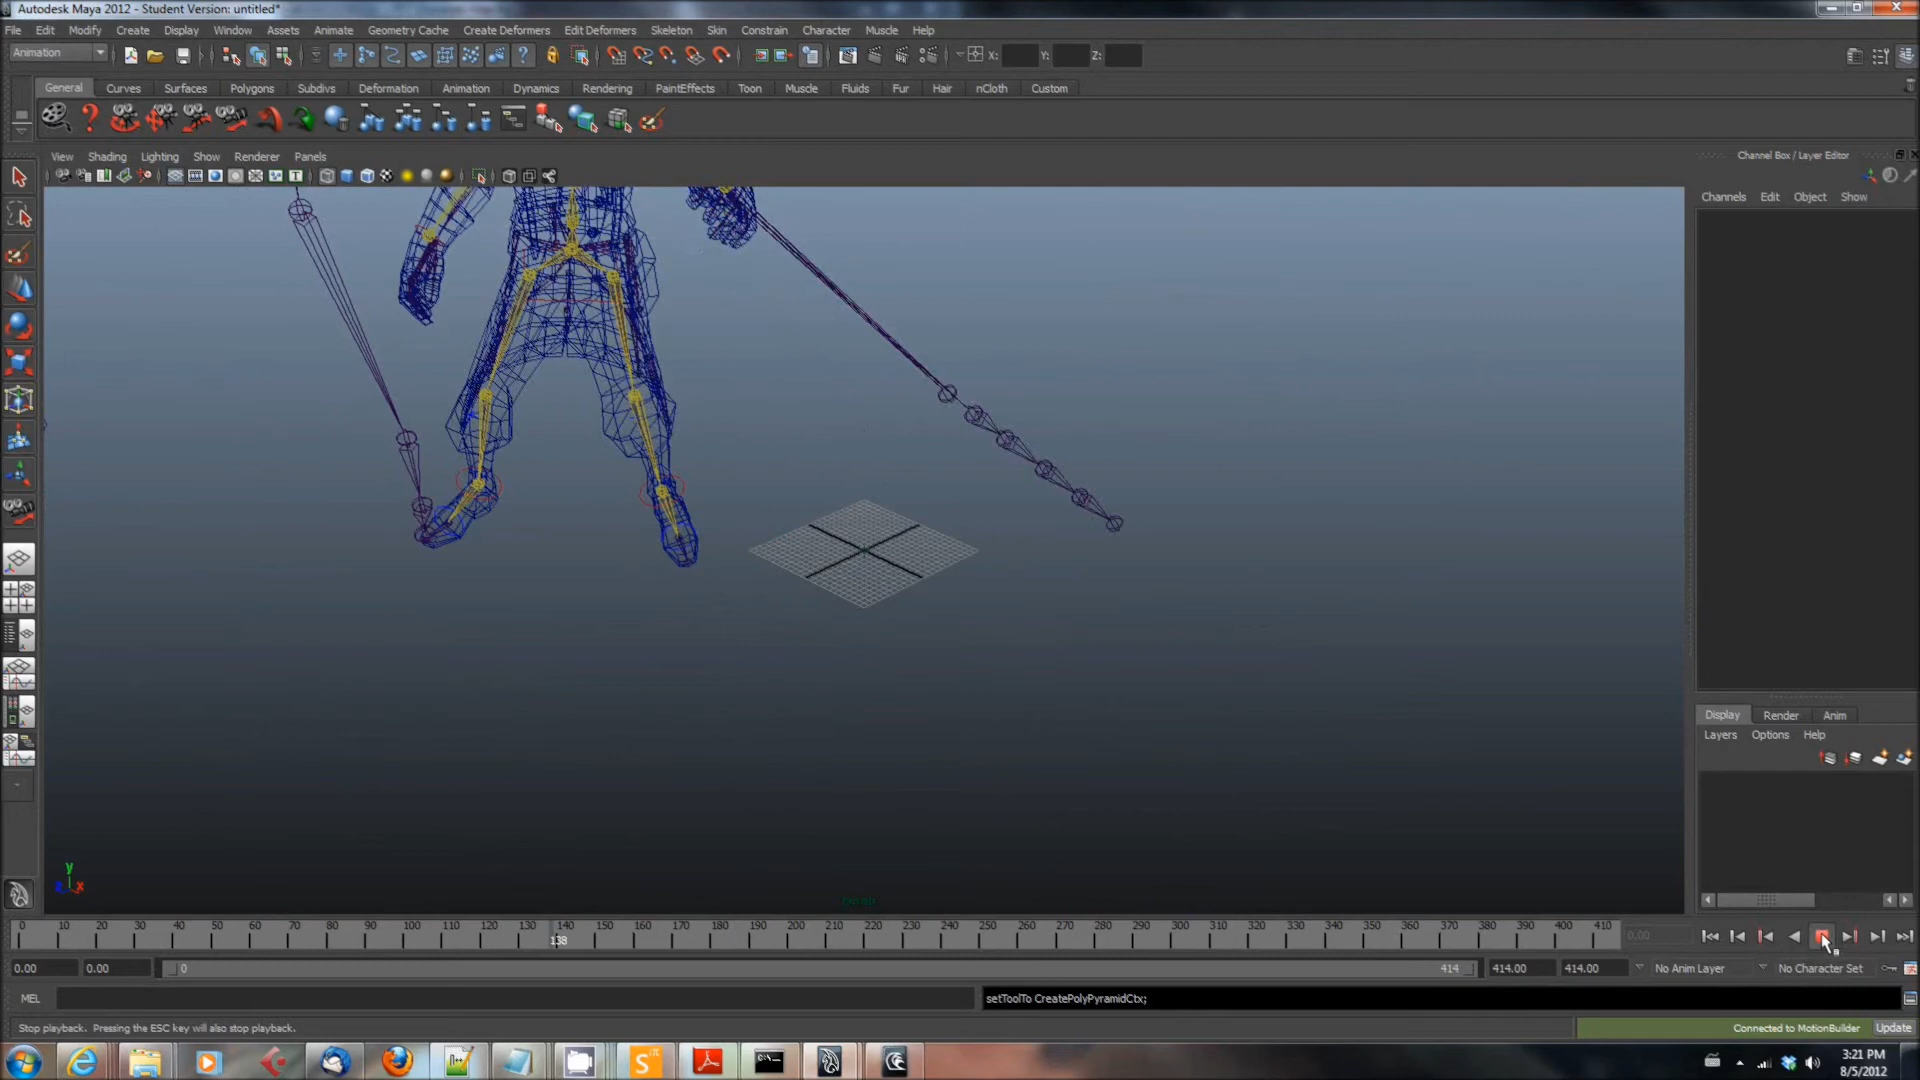 Autodesk Maya 2012 - Student Version: untitled*
File Edit Modify Create Display Window Assets Animate Geometry Cache Create Deformers Edit Deformers Skeleton Skin Constrain Character Muscle Help
Animation X: Y: Z:
General Curves Surfaces Polygons Subdivs Deformation Animation Dynamics Rendering PaintEffects Toon Muscle Fluids Fur Hair nCloth Custom
View Shading Lighting Show Renderer Panels
Channel Box / Layer Editor
Channels Edit Object Show
Display Render Anim
Layers Options Help
y
x
0 10 20 30 40 50 60 70 80 90 100 110 120 130 140 150 160 170 180 190 200 210 220 230 240 250 260 270 280 290 300 310 320 330 340 350 360 370 380 390 400 410
138
0.00
0.00 0.00 0 414 414.00 414.00 No Anim Layer No Character Set
MEL setToolTo CreatePolyPyramidCtx;
Stop playback. Pressing the ESC key will also stop playback. Connected to MotionBuilder Update
3:21 PM
8/5/2012